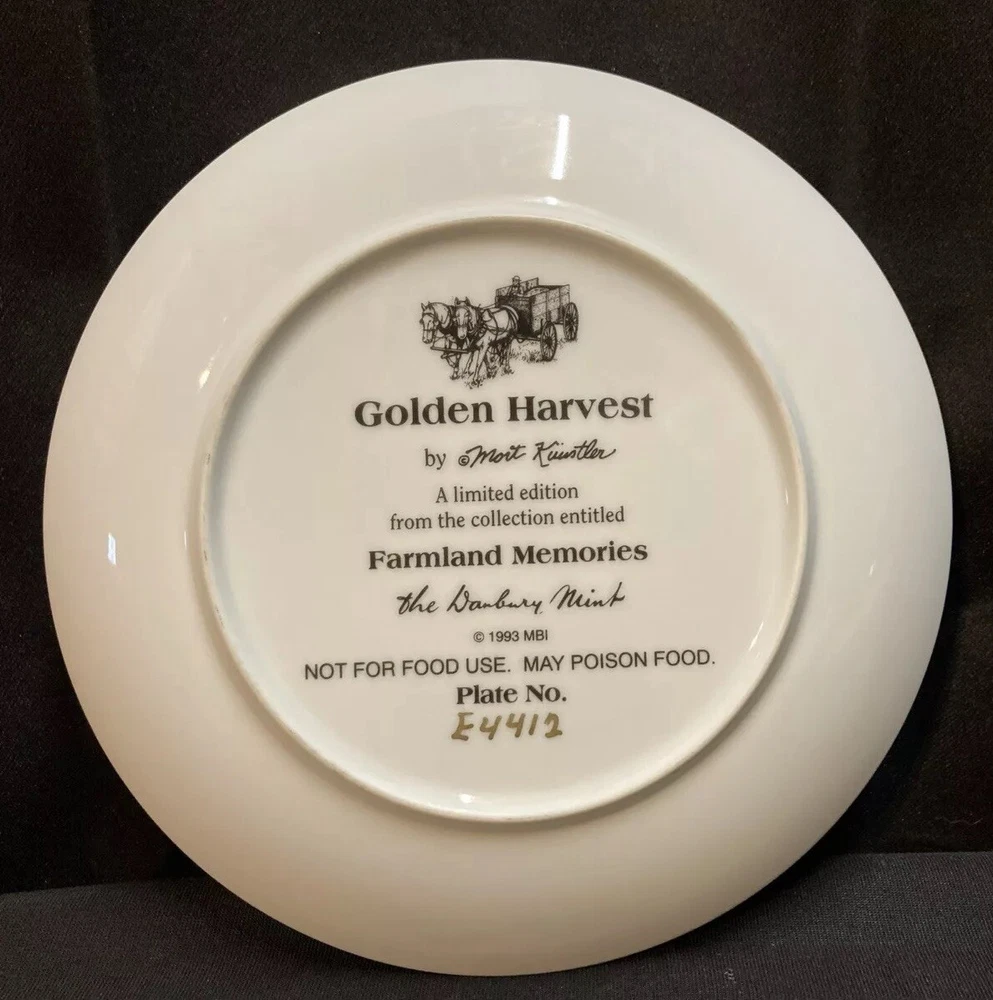 Golden Harvest
by ©Mort Künstler
A limited edition
from the collection entitled
Farmland Memories
the Danbury Mint
© 1993 MBI
NOT FOR FOOD USE. MAY POISON FOOD.
Plate No.
E4412